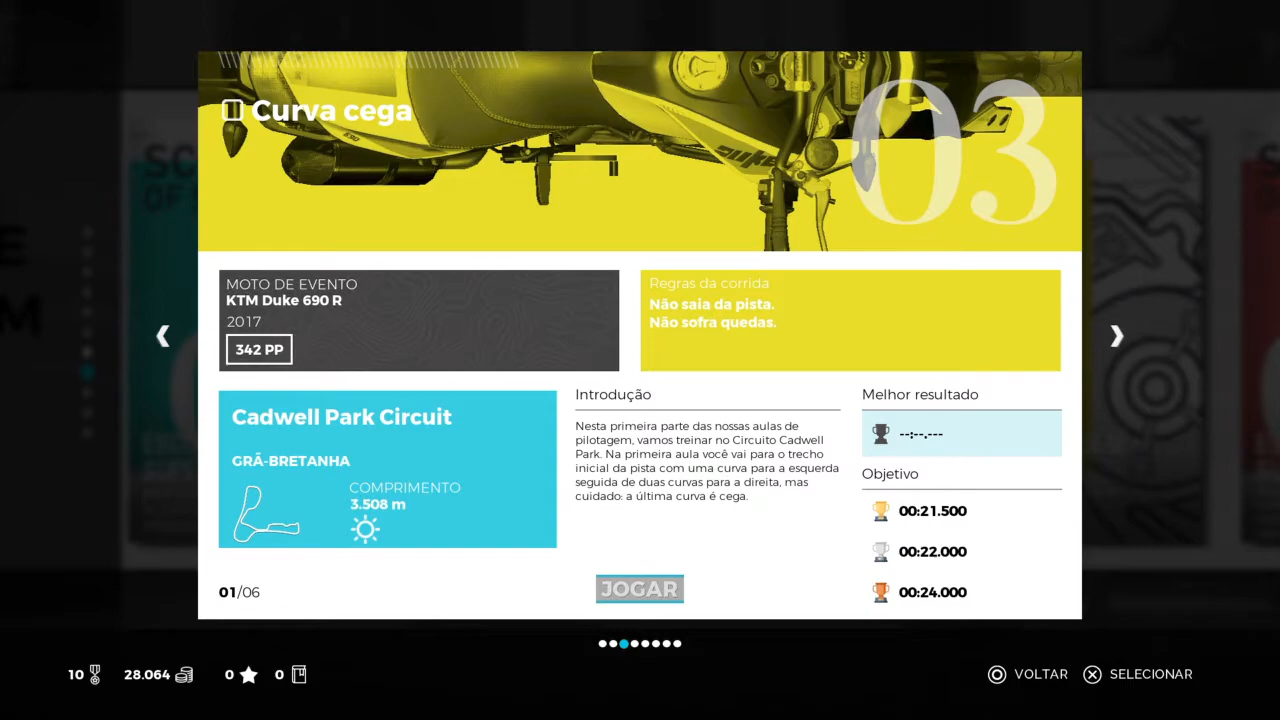 Curva cega
03
690
DUKE
MOTO DE EVENTO
KTM Duke 690 R
2017
342 PP
Regras da corrida
Não saia da pista.
Não sofra quedas.
Cadwell Park Circuit
GRÃ-BRETANHA
COMPRIMENTO
3.508 m
Introdução
Nesta primeira parte das nossas aulas de
pilotagem, vamos treinar no Circuito Cadwell
Park. Na primeira aula você vai para o trecho
inicial da pista com uma curva para a esquerda
seguida de duas curvas para a direita, mas
cuidado: a última curva é cega.
Melhor resultado
--:--.---
Objetivo
00:21.500
00:22.000
00:24.000
01/06
JOGAR
10 28.064 0 0
VOLTAR SELECIONAR